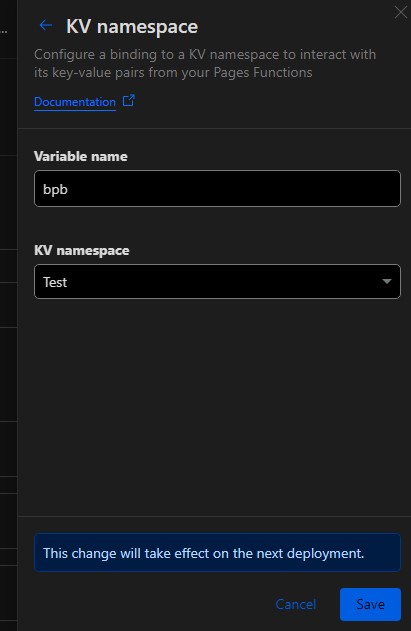 ...
KV namespace
Configure a binding to a KV namespace to interact with
its key-value pairs from your Pages Functions
Documentation
Variable name
bpb
KV namespace
Test
This change will take effect on the next deployment.
Cancel
Save